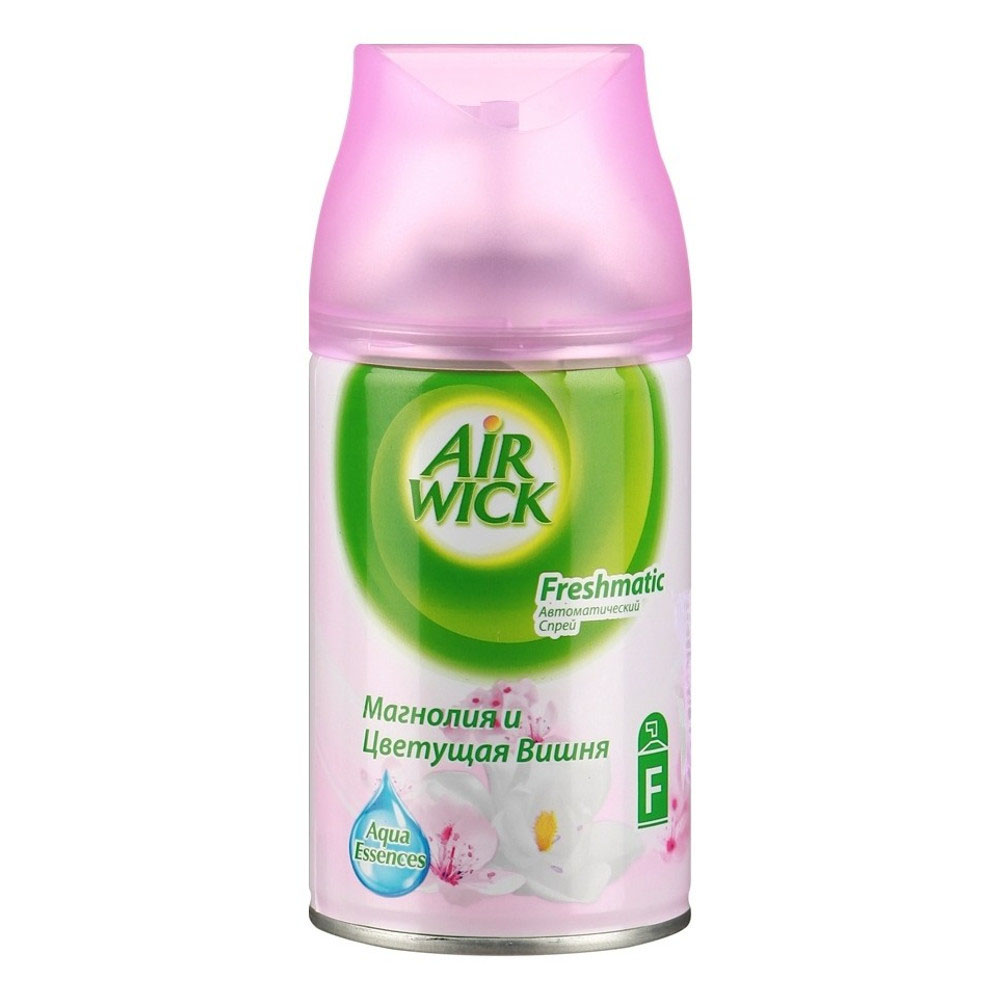 AIR
WICK
Freshmatic
Автоматический
Спрей
Магнолия и
Цветущая Вишня
Aqua
Essences
F